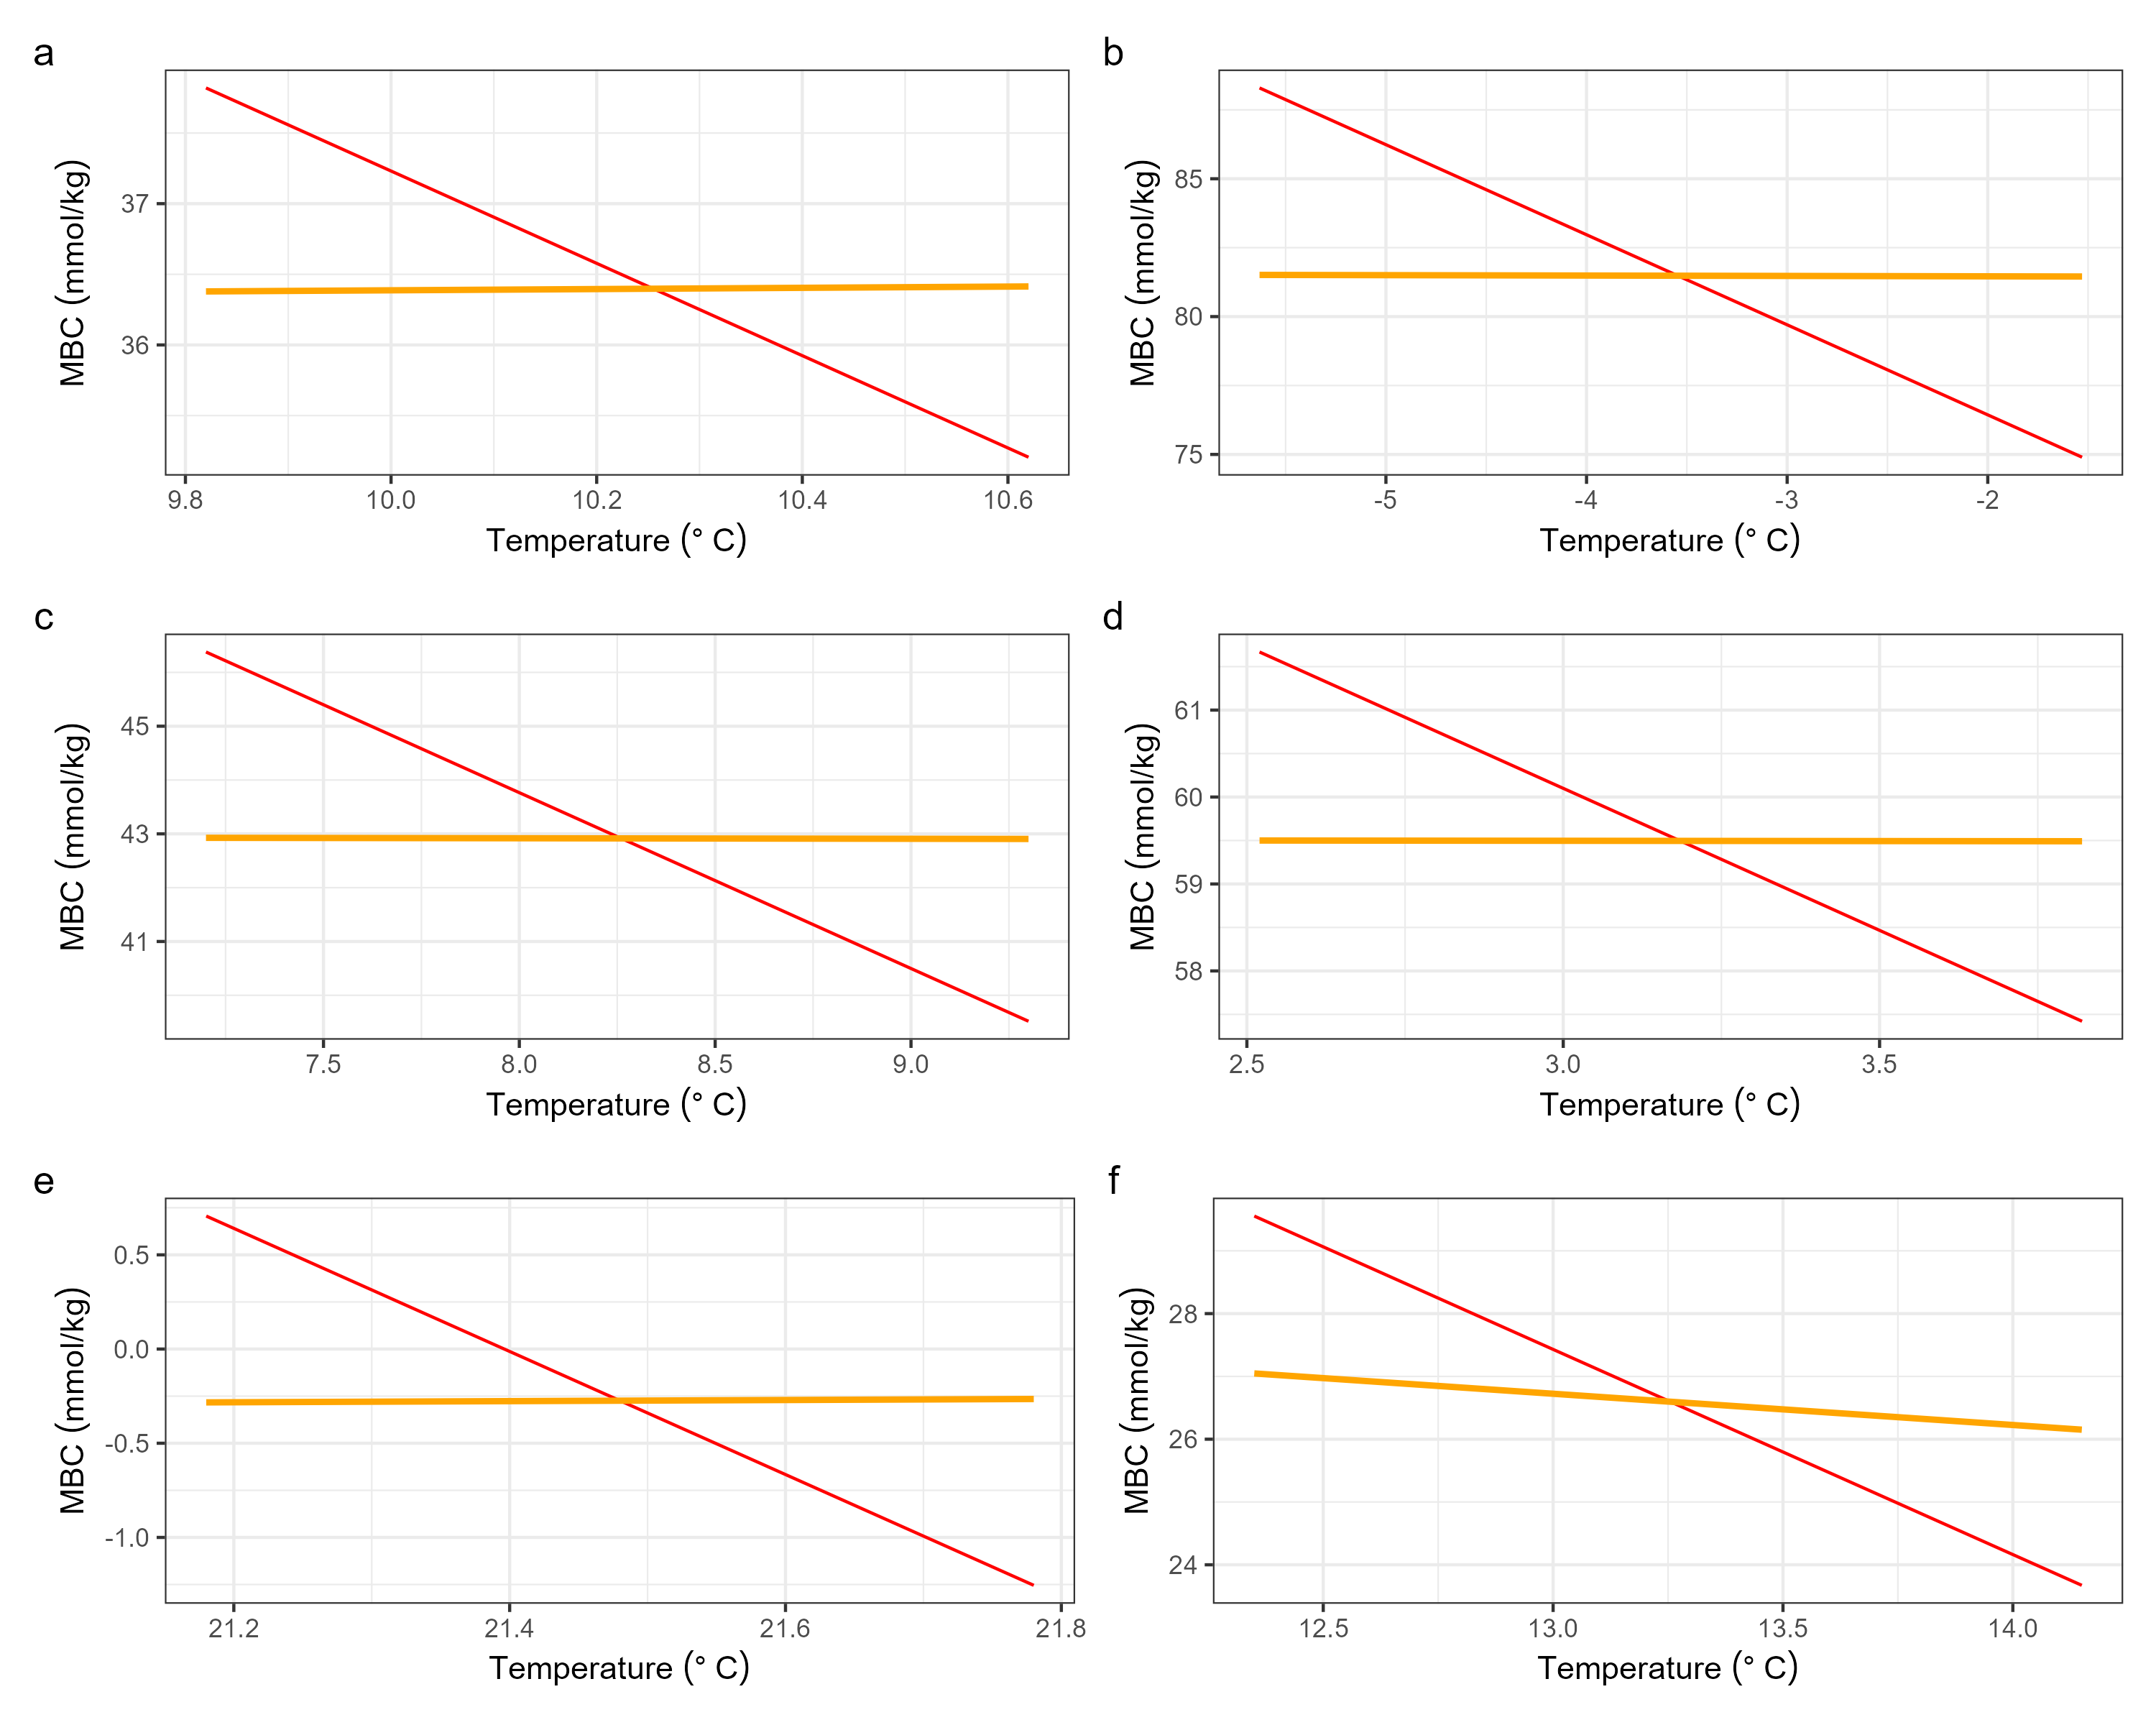 a
MBC (mmol/kg)
37
36
9.8 10.0 10.2 10.4 10.6
Temperature (° C)
b
MBC (mmol/kg)
85
80
75
-5 -4 -3 -2
Temperature (° C)
c
MBC (mmol/kg)
45
43
41
7.5 8.0 8.5 9.0
Temperature (° C)
d
MBC (mmol/kg)
61
60
59
58
2.5 3.0 3.5
Temperature (° C)
e
MBC (mmol/kg)
0.5
0.0
-0.5
-1.0
21.2 21.4 21.6 21.8
Temperature (° C)
f
MBC (mmol/kg)
28
26
24
12.5 13.0 13.5 14.0
Temperature (° C)